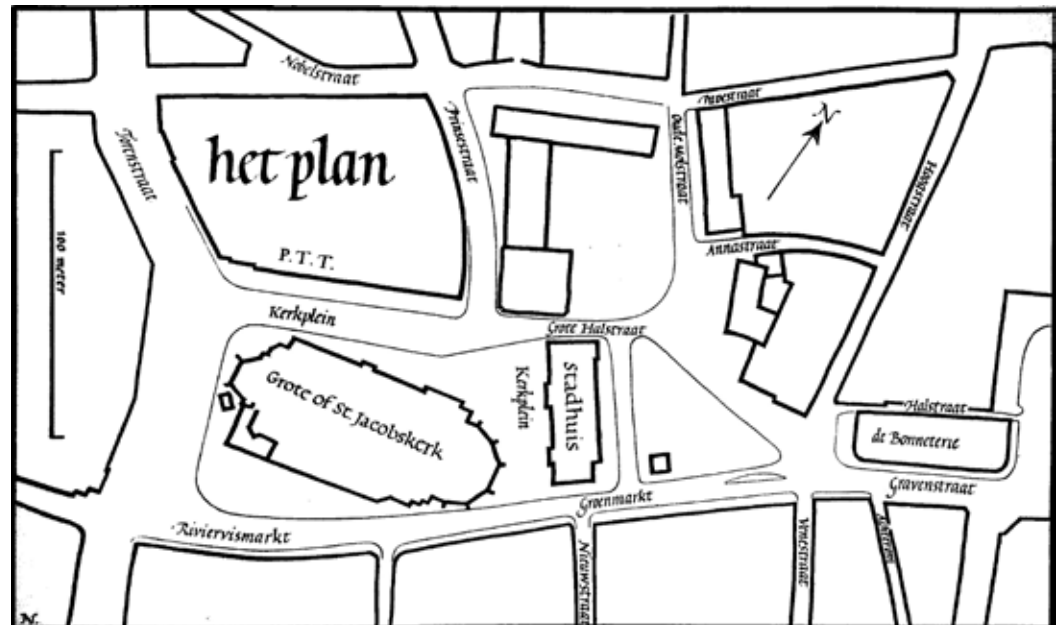 Nobelstraat
Torenstraat
het plan
Prinsestraat
Oude molstraat
Papestraat
N
Hoogstraat
100 meter
P.T.T.
Annastraat
Kerkplein
Grote Halstraat
Grote of St. Jacobskerk
Kerkplein
Stadhuis
Halstraat
de Bonneterie
Gravenstraat
Groenmarkt
Riviervismarkt
Nieuwstraat
Venestraat
N.